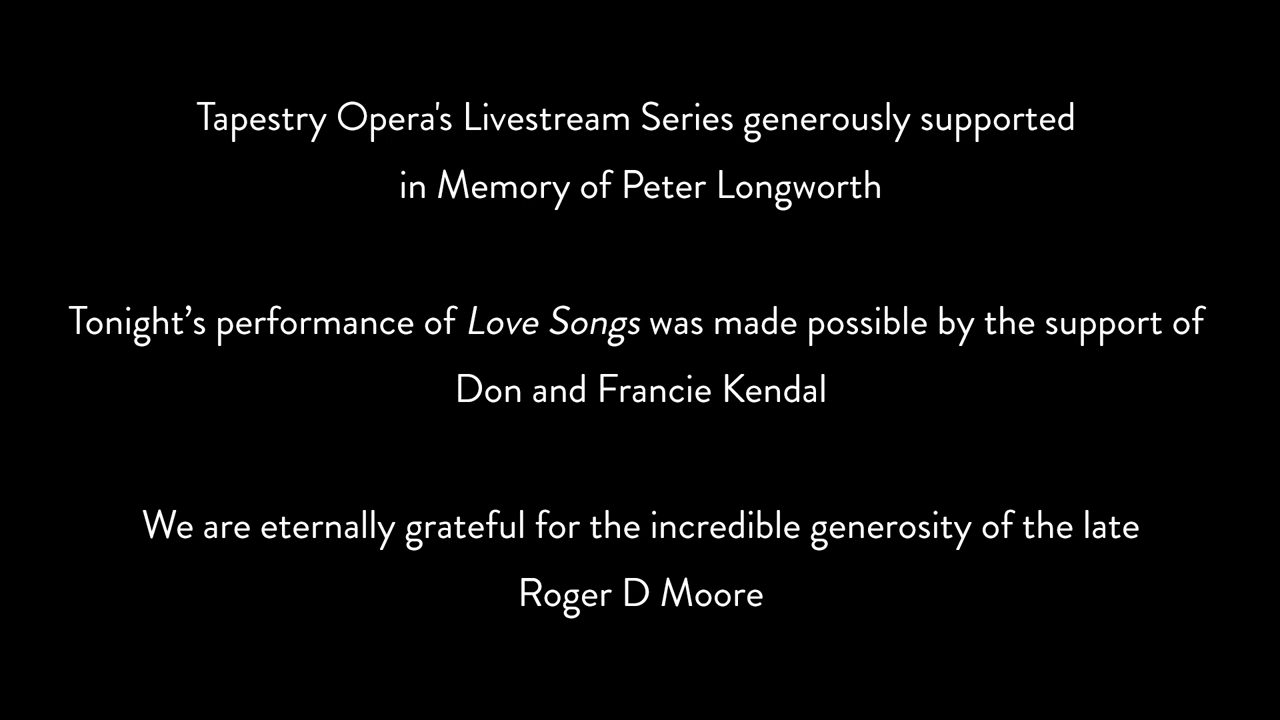 Tapestry Opera's Livestream Series generously supported
in Memory of Peter Longworth
Tonight’s performance of Love Songs was made possible by the support of
Don and Francie Kendal
We are eternally grateful for the incredible generosity of the late
Roger D Moore